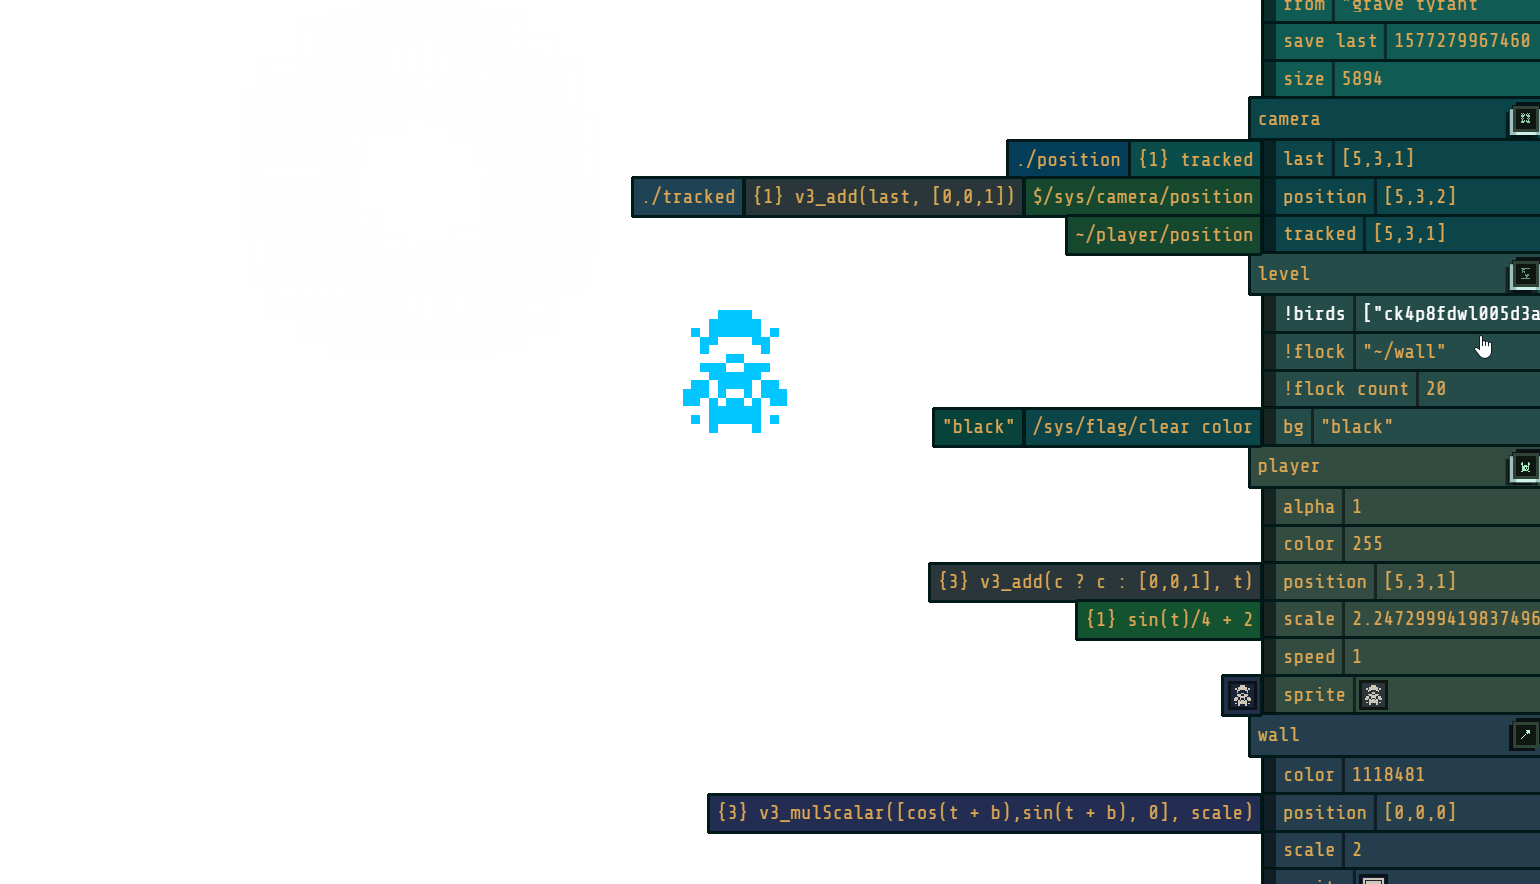 from "grave tyrant
save last 1577279967460
size 5894
camera
./position {1} tracked last [5,3,1]
./tracked {1} v3_add(last, [0,0,1]) $/sys/camera/position position [5,3,2]
~/player/position tracked [5,3,1]
level
!birds ["ck4p8fdwl005d3a
!flock "~/wall"
!flock count 20
"black" /sys/flag/clear color bg "black"
player
alpha 1
color 255
{3} v3_add(c ? c : [0,0,1], t) position [5,3,1]
{1} sin(t)/4 + 2 scale 2.2472999419837496
speed 1
sprite
wall
color 1118481
{3} v3_mulScalar([cos(t + b),sin(t + b), 0], scale) position [0,0,0]
scale 2